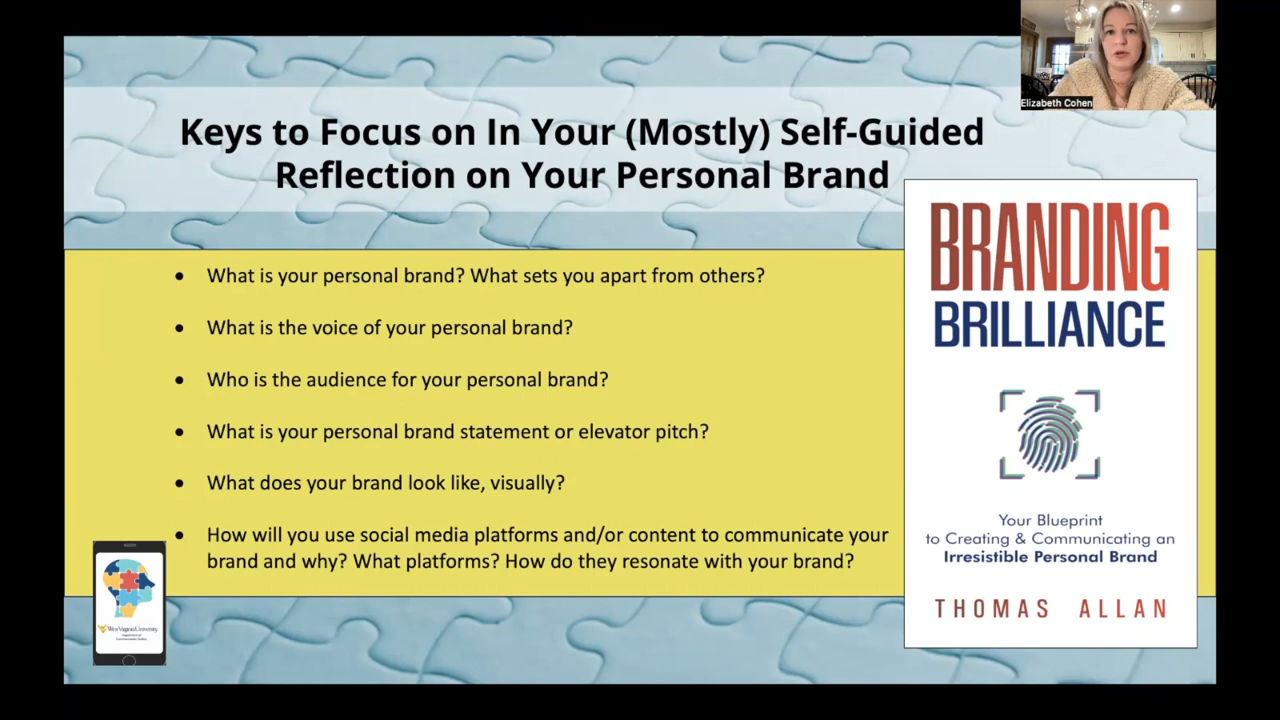 Elizabeth Cohen
Keys to Focus on In Your (Mostly) Self-Guided
Reflection on Your Personal Brand
• What is your personal brand? What sets you apart from others?
• What is the voice of your personal brand?
• Who is the audience for your personal brand?
• What is your personal brand statement or elevator pitch?
• What does your brand look like, visually?
• How will you use social media platforms and/or content to communicate your
brand and why? What platforms? How do they resonate with your brand?
BRANDING
BRILLIANCE
Your Blueprint
to Creating & Communicating an
Irresistible Personal Brand
THOMAS ALLAN
WestVirginiaUniversity
Department of
Communication Studies